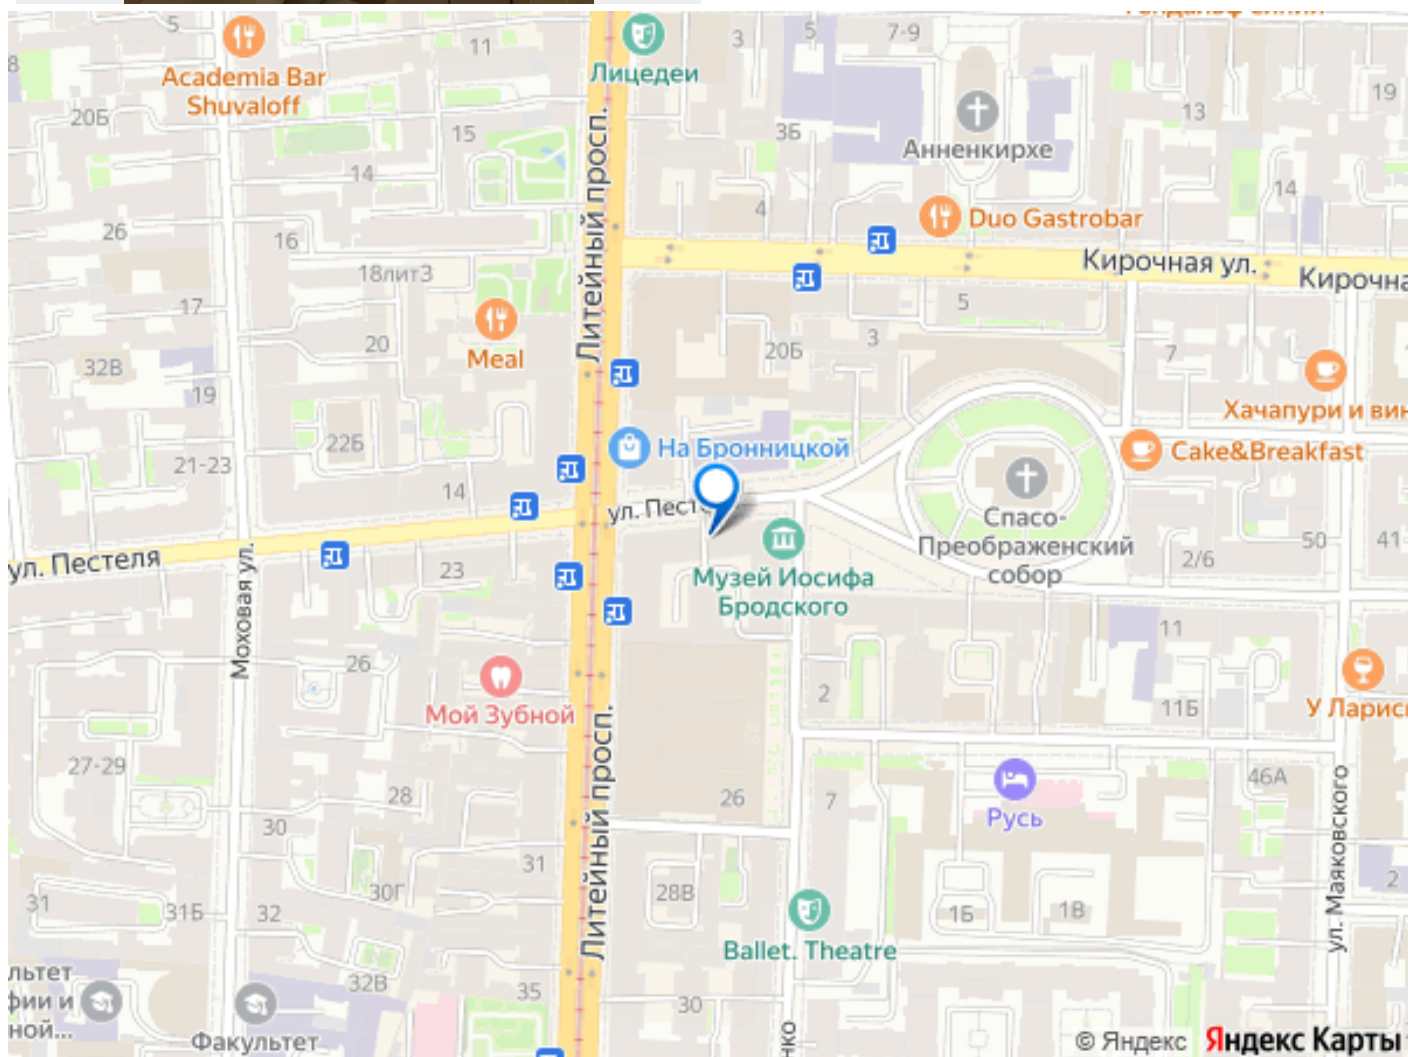 5
Academia Bar
Shuvaloff
11
Лицедеи
3
5
7-9
8
20Б
15
3Б
Анненкирхе
13
19
14
4
14
26
16
Литейный просп.
Duo Gastrobar
18лит3
Кирочная ул.
Кирочна
17
5
20
Meal
20Б
3
7
32В
19
Хачапури и вин
22Б
На Бронницкой
Cake&Breakfast
21-23
14
ул. Песте
Спасо-
Преображенский
собор
ул. Пестеля
23
Музей Иосифа
Бродского
2/6
50
41
Моховая ул.
11
26
2
Мой Зубной
11Б
У Ларис
27-29
Литейный просп.
28
26
7
Русь
46А
30
ул. Маяковского
31
30Г
28В
31
31Б
32
1Б
1В
2
Ballet. Theatre
льтет
фии и
ной...
32В
35
30
нко
Факультет
© Яндекс
Яндекс Карты